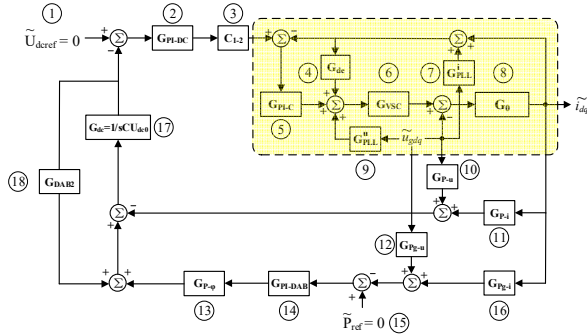 ① ② ③
Ũdcref = 0
+ − Σ GPI-DC C1-2 + − Σ Σ + +
④ Gdc ⑥ ⑦ GiPLL ⑧
GPI-C + + + Σ GVSC + − Σ G0 ĩdq
⑤
GuPLL ũgdq
⑨ ⑩
Gdc=1/sCUdc0 ⑰
GP-u
⑱ GDAB2
+ − Σ Σ + + GP-i
⑫ GPg-u ⑪
+ + Σ GP-φ GPI-DAB − + Σ + + Σ GPg-i
⑬ ⑭ P̃ref = 0 ⑮ ⑯